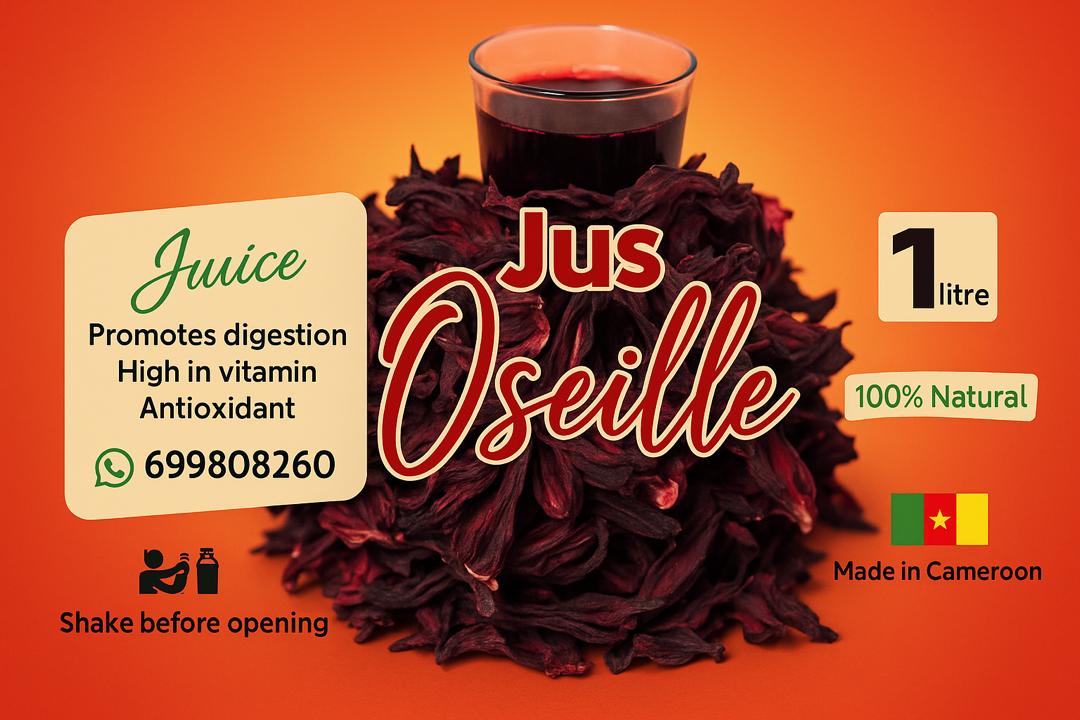 Juuice
Promotes digestion
High in vitamin
Antioxidant
699808260
Shake before opening
Jus
Oseille
1 litre
100% Natural
Made in Cameroon